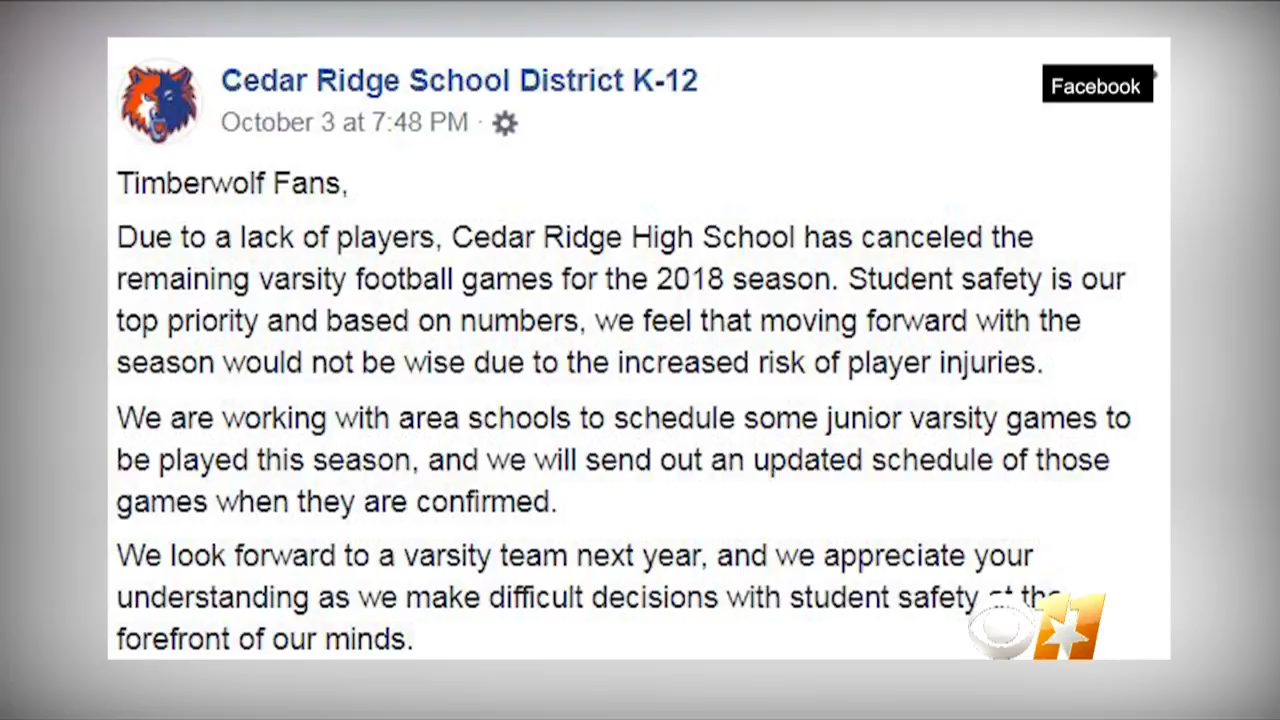 Cedar Ridge School District K-12
Facebook
October 3 at 7:48 PM ·
Timberwolf Fans,
Due to a lack of players, Cedar Ridge High School has canceled the
remaining varsity football games for the 2018 season. Student safety is our
top priority and based on numbers, we feel that moving forward with the
season would not be wise due to the increased risk of player injuries.
We are working with area schools to schedule some junior varsity games to
be played this season, and we will send out an updated schedule of those
games when they are confirmed.
We look forward to a varsity team next year, and we appreciate your
understanding as we make difficult decisions with student safety at the
forefront of our minds.
11